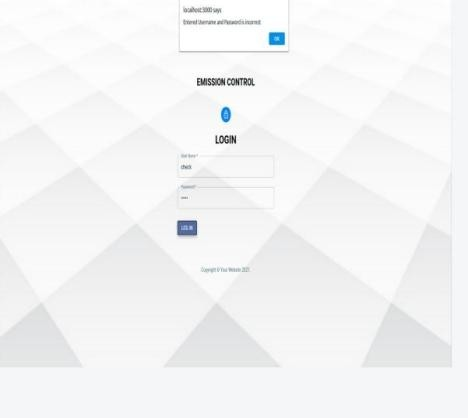 localhost:3000 says
Entered Username and Password is incorrect
OK
EMISSION CONTROL
LOGIN
User Name *
check
Password *
••••
LOG IN
Copyright © Your Website 2021.